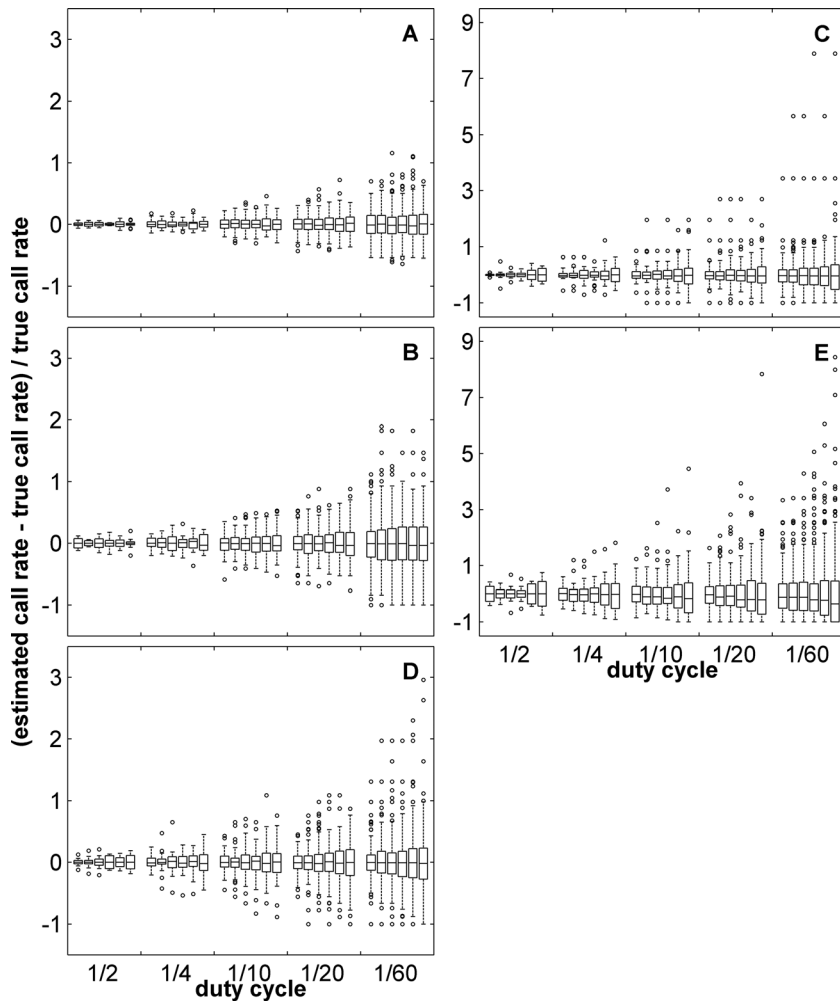 (estimated call rate - true call rate) / true call rate
A
3
2
1
0
-1
B
3
2
1
0
-1
D
3
2
1
0
-1
1/2 1/4 1/10 1/20 1/60
duty cycle
C
9
7
5
3
1
-1
E
9
7
5
3
1
-1
1/2 1/4 1/10 1/20 1/60
duty cycle